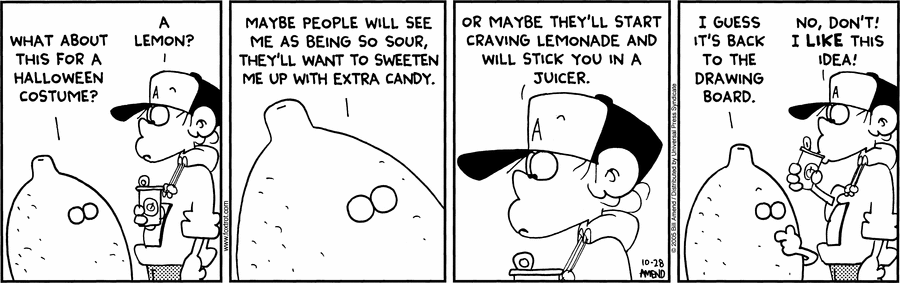 WHAT ABOUT
THIS FOR A
HALLOWEEN
COSTUME?
A
LEMON?
A
MAYBE PEOPLE WILL SEE
ME AS BEING SO SOUR,
THEY'LL WANT TO SWEETEN
ME UP WITH EXTRA CANDY.
www.foxtrot.com
OR MAYBE THEY'LL START
CRAVING LEMONADE AND
WILL STICK YOU IN A
JUICER.
A
10-28
AMEND
© 2005 Bill Amend / Distributed by Universal Press Syndicate
I GUESS
IT'S BACK
TO THE
DRAWING
BOARD.
NO, DON'T!
I LIKE THIS
IDEA!
A